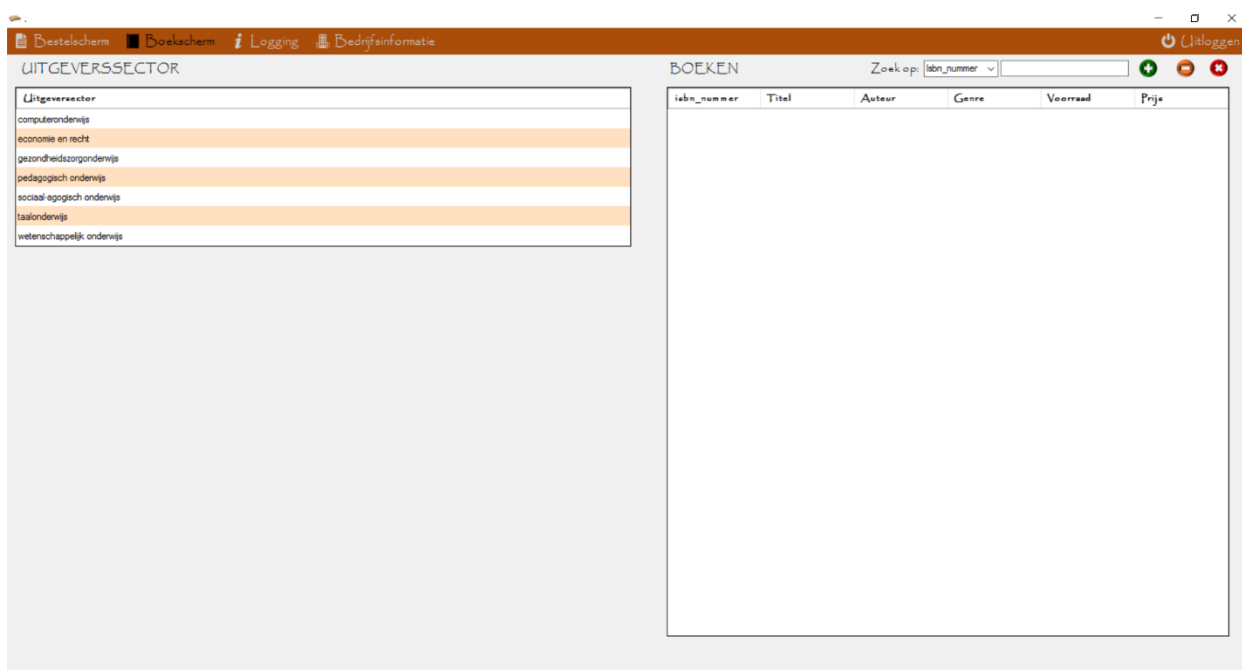 .
Bestelscherm Boekscherm Logging Bedrijfsinformatie Uitloggen
UITGEVERSSECTOR
Uitgeversector
computeronderwijs
economie en recht
gezondheidszorgonderwijs
pedagogisch onderwijs
sociaal-agogisch onderwijs
taalonderwijs
wetenschappelijk onderwijs
BOEKEN Zoek op: Isbn_nummer
isbn_nummer Titel Auteur Genre Voorraad Prijs